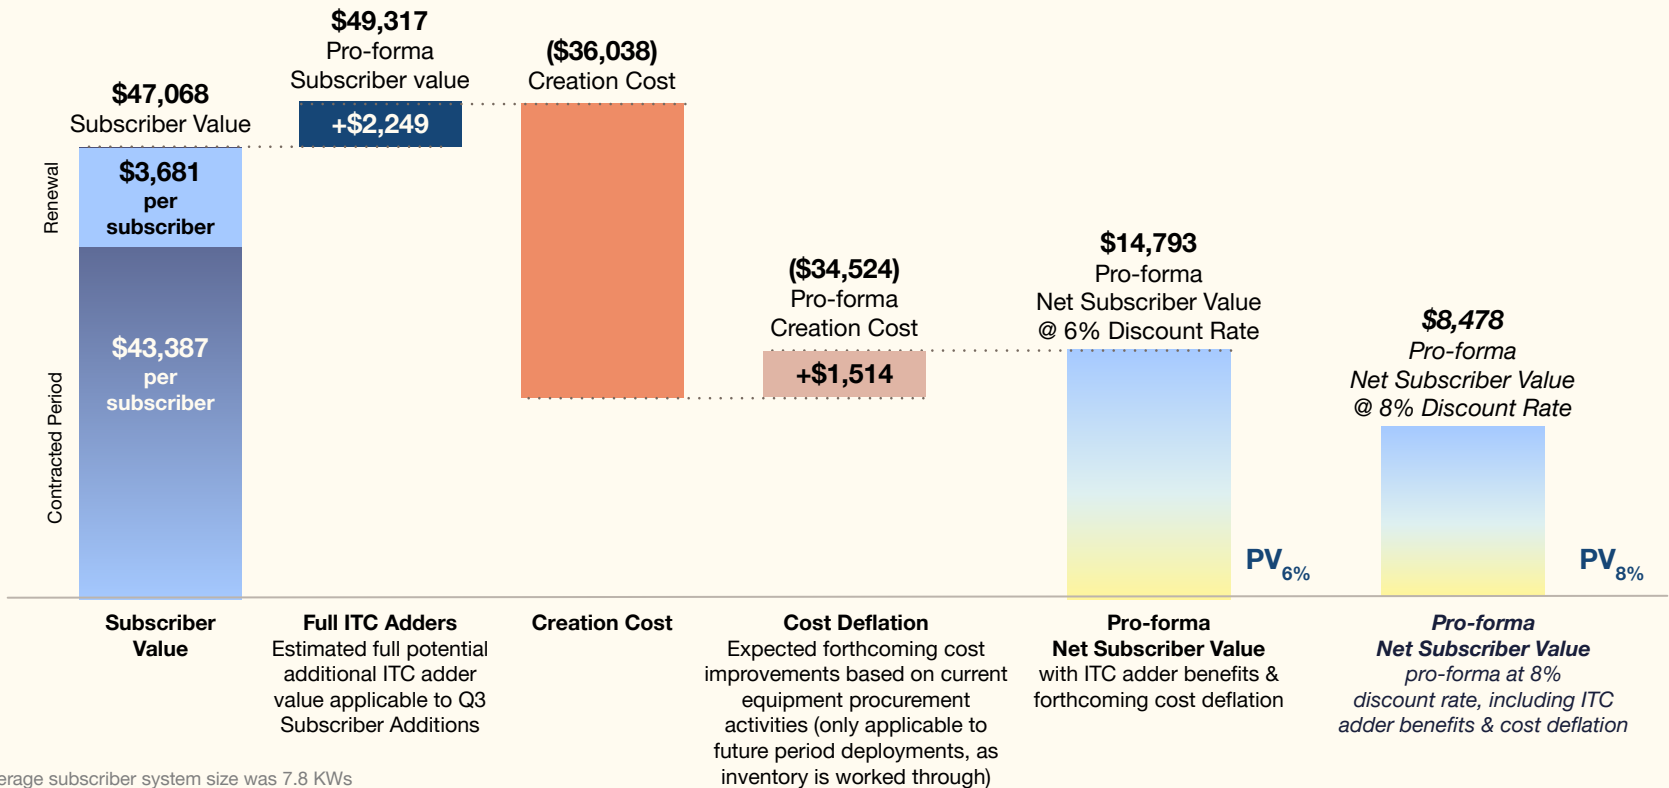 $47,068
Subscriber Value
Renewal
$3,681
per
subscriber
Contracted Period
$43,387
per
subscriber
$49,317
Pro-forma
Subscriber value
+$2,249
($36,038)
Creation Cost
($34,524)
Pro-forma
Creation Cost
+$1,514
$14,793
Pro-forma
Net Subscriber Value
@ 6% Discount Rate
PV6%
$8,478
Pro-forma
Net Subscriber Value
@ 8% Discount Rate
PV8%
Subscriber
Value
Full ITC Adders
Estimated full potential
additional ITC adder
value applicable to Q3
Subscriber Additions
Creation Cost
Cost Deflation
Expected forthcoming cost
improvements based on current
equipment procurement
activities (only applicable to
future period deployments, as
inventory is worked through)
Pro-forma
Net Subscriber Value
with ITC adder benefits &
forthcoming cost deflation
Pro-forma
Net Subscriber Value
pro-forma at 8%
discount rate, including ITC
adder benefits & cost deflation
subscriber system size was 7.8 KWs